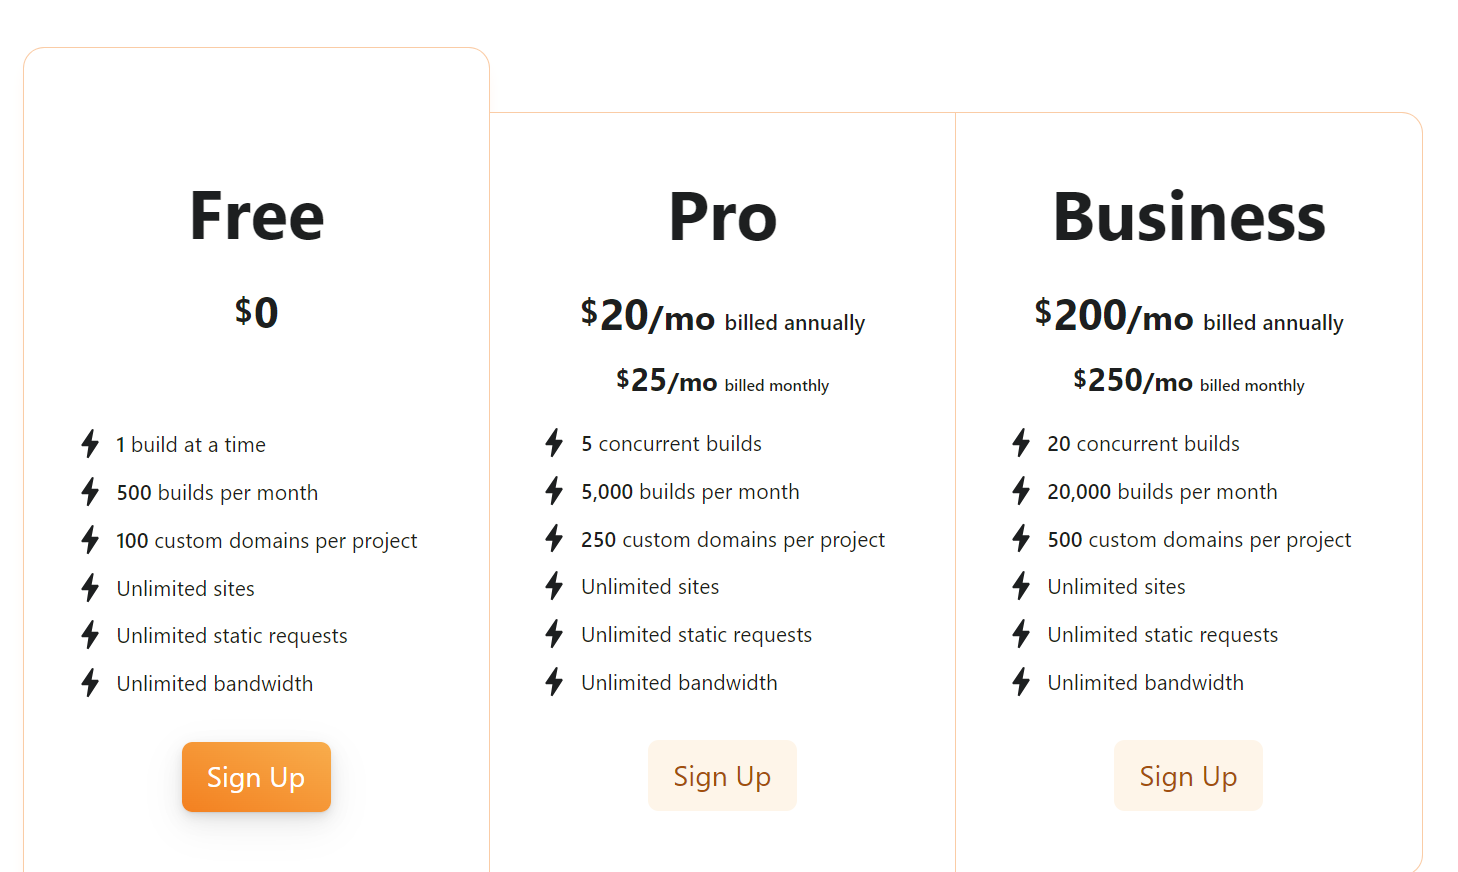 Free
$0
1 build at a time
500 builds per month
100 custom domains per project
Unlimited sites
Unlimited static requests
Unlimited bandwidth
Sign Up
Pro
$20/mo billed annually
$25/mo billed monthly
5 concurrent builds
5,000 builds per month
250 custom domains per project
Unlimited sites
Unlimited static requests
Unlimited bandwidth
Sign Up
Business
$200/mo billed annually
$250/mo billed monthly
20 concurrent builds
20,000 builds per month
500 custom domains per project
Unlimited sites
Unlimited static requests
Unlimited bandwidth
Sign Up